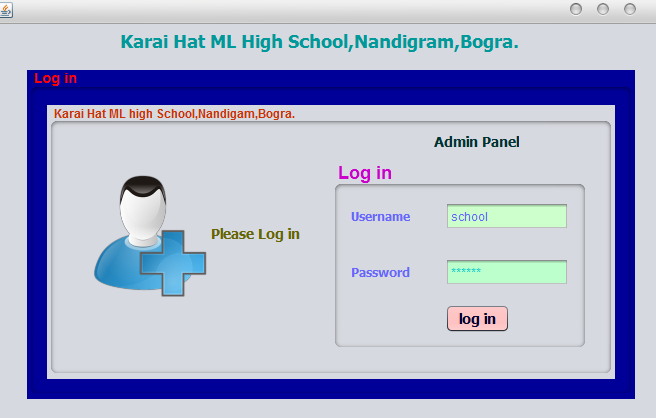 Karai Hat ML High School,Nandigram,Bogra.
Log in
Karai Hat ML high School,Nandigam,Bogra.
Admin Panel
Log in
Username school
Please Log in
Password ******
log in